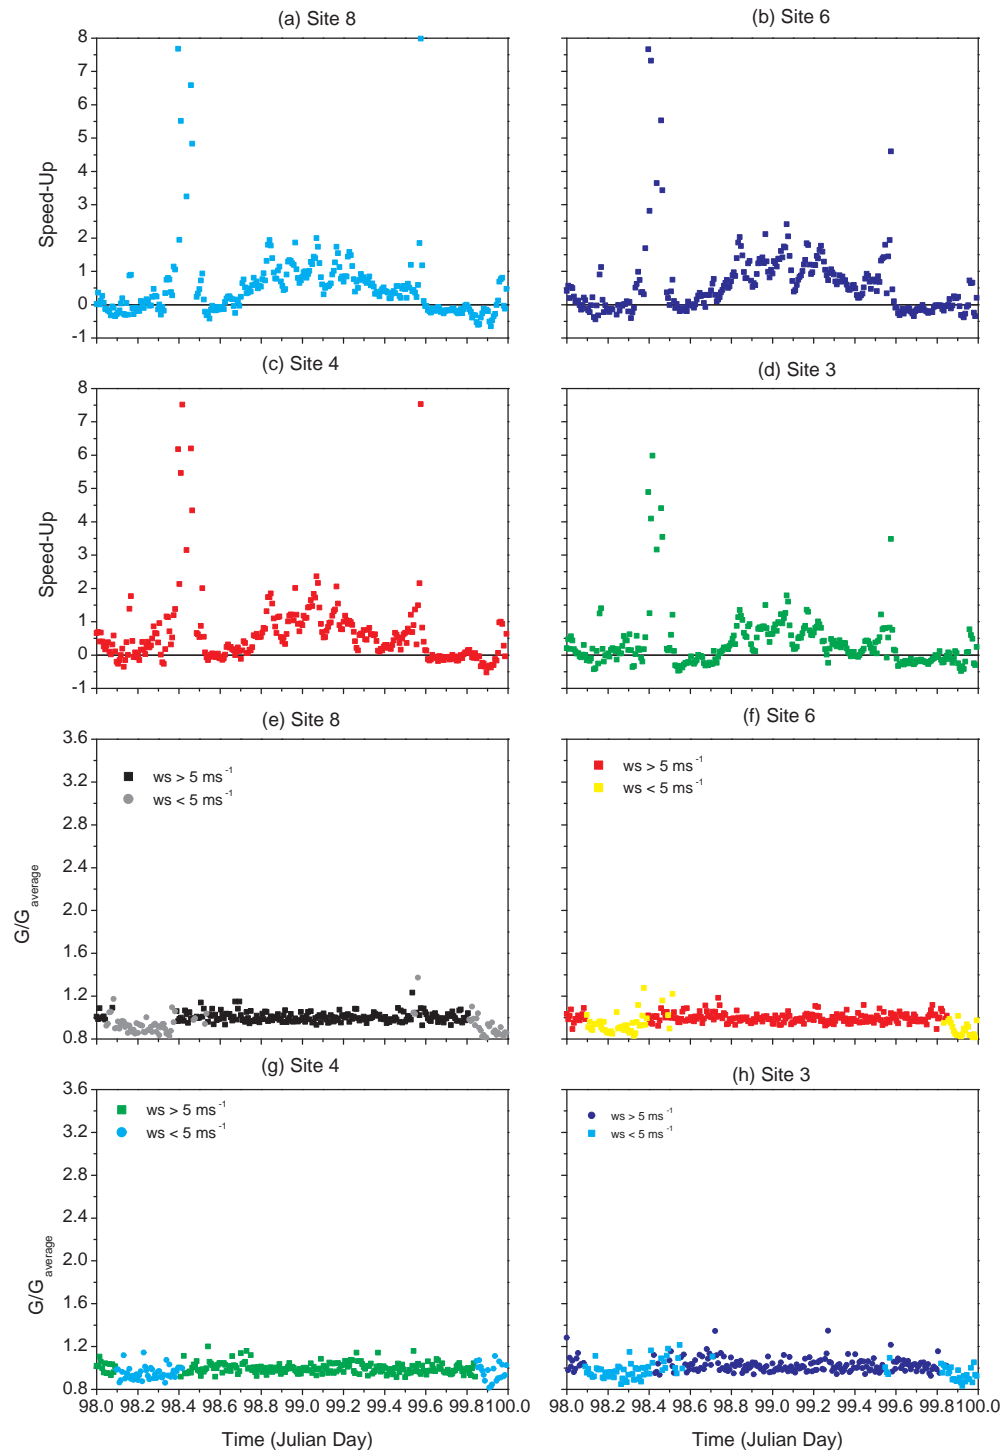 (a) Site 8
(b) Site 6
8
7
6
5
4
3
2
1
0
-1
Speed-Up
(c) Site 4
(d) Site 3
8
7
6
5
4
3
2
1
0
-1
Speed-Up
(e) Site 8
(f) Site 6
3.6
3.2
2.8
2.4
2.0
1.6
1.2
0.8
G/G average
ws > 5 ms-1
ws < 5 ms-1
ws > 5 ms-1
ws < 5 ms-1
(g) Site 4
(h) Site 3
3.6
3.2
2.8
2.4
2.0
1.6
1.2
0.8
G/G average
ws > 5 ms-1
ws < 5 ms-1
ws > 5 ms-1
ws < 5 ms-1
98.0 98.2 98.4 98.6 98.8 99.0 99.2 99.4 99.6 99.8100.0
98.0 98.2 98.4 98.6 98.8 99.0 99.2 99.4 99.6 99.8100.0
Time (Julian Day)
Time (Julian Day)